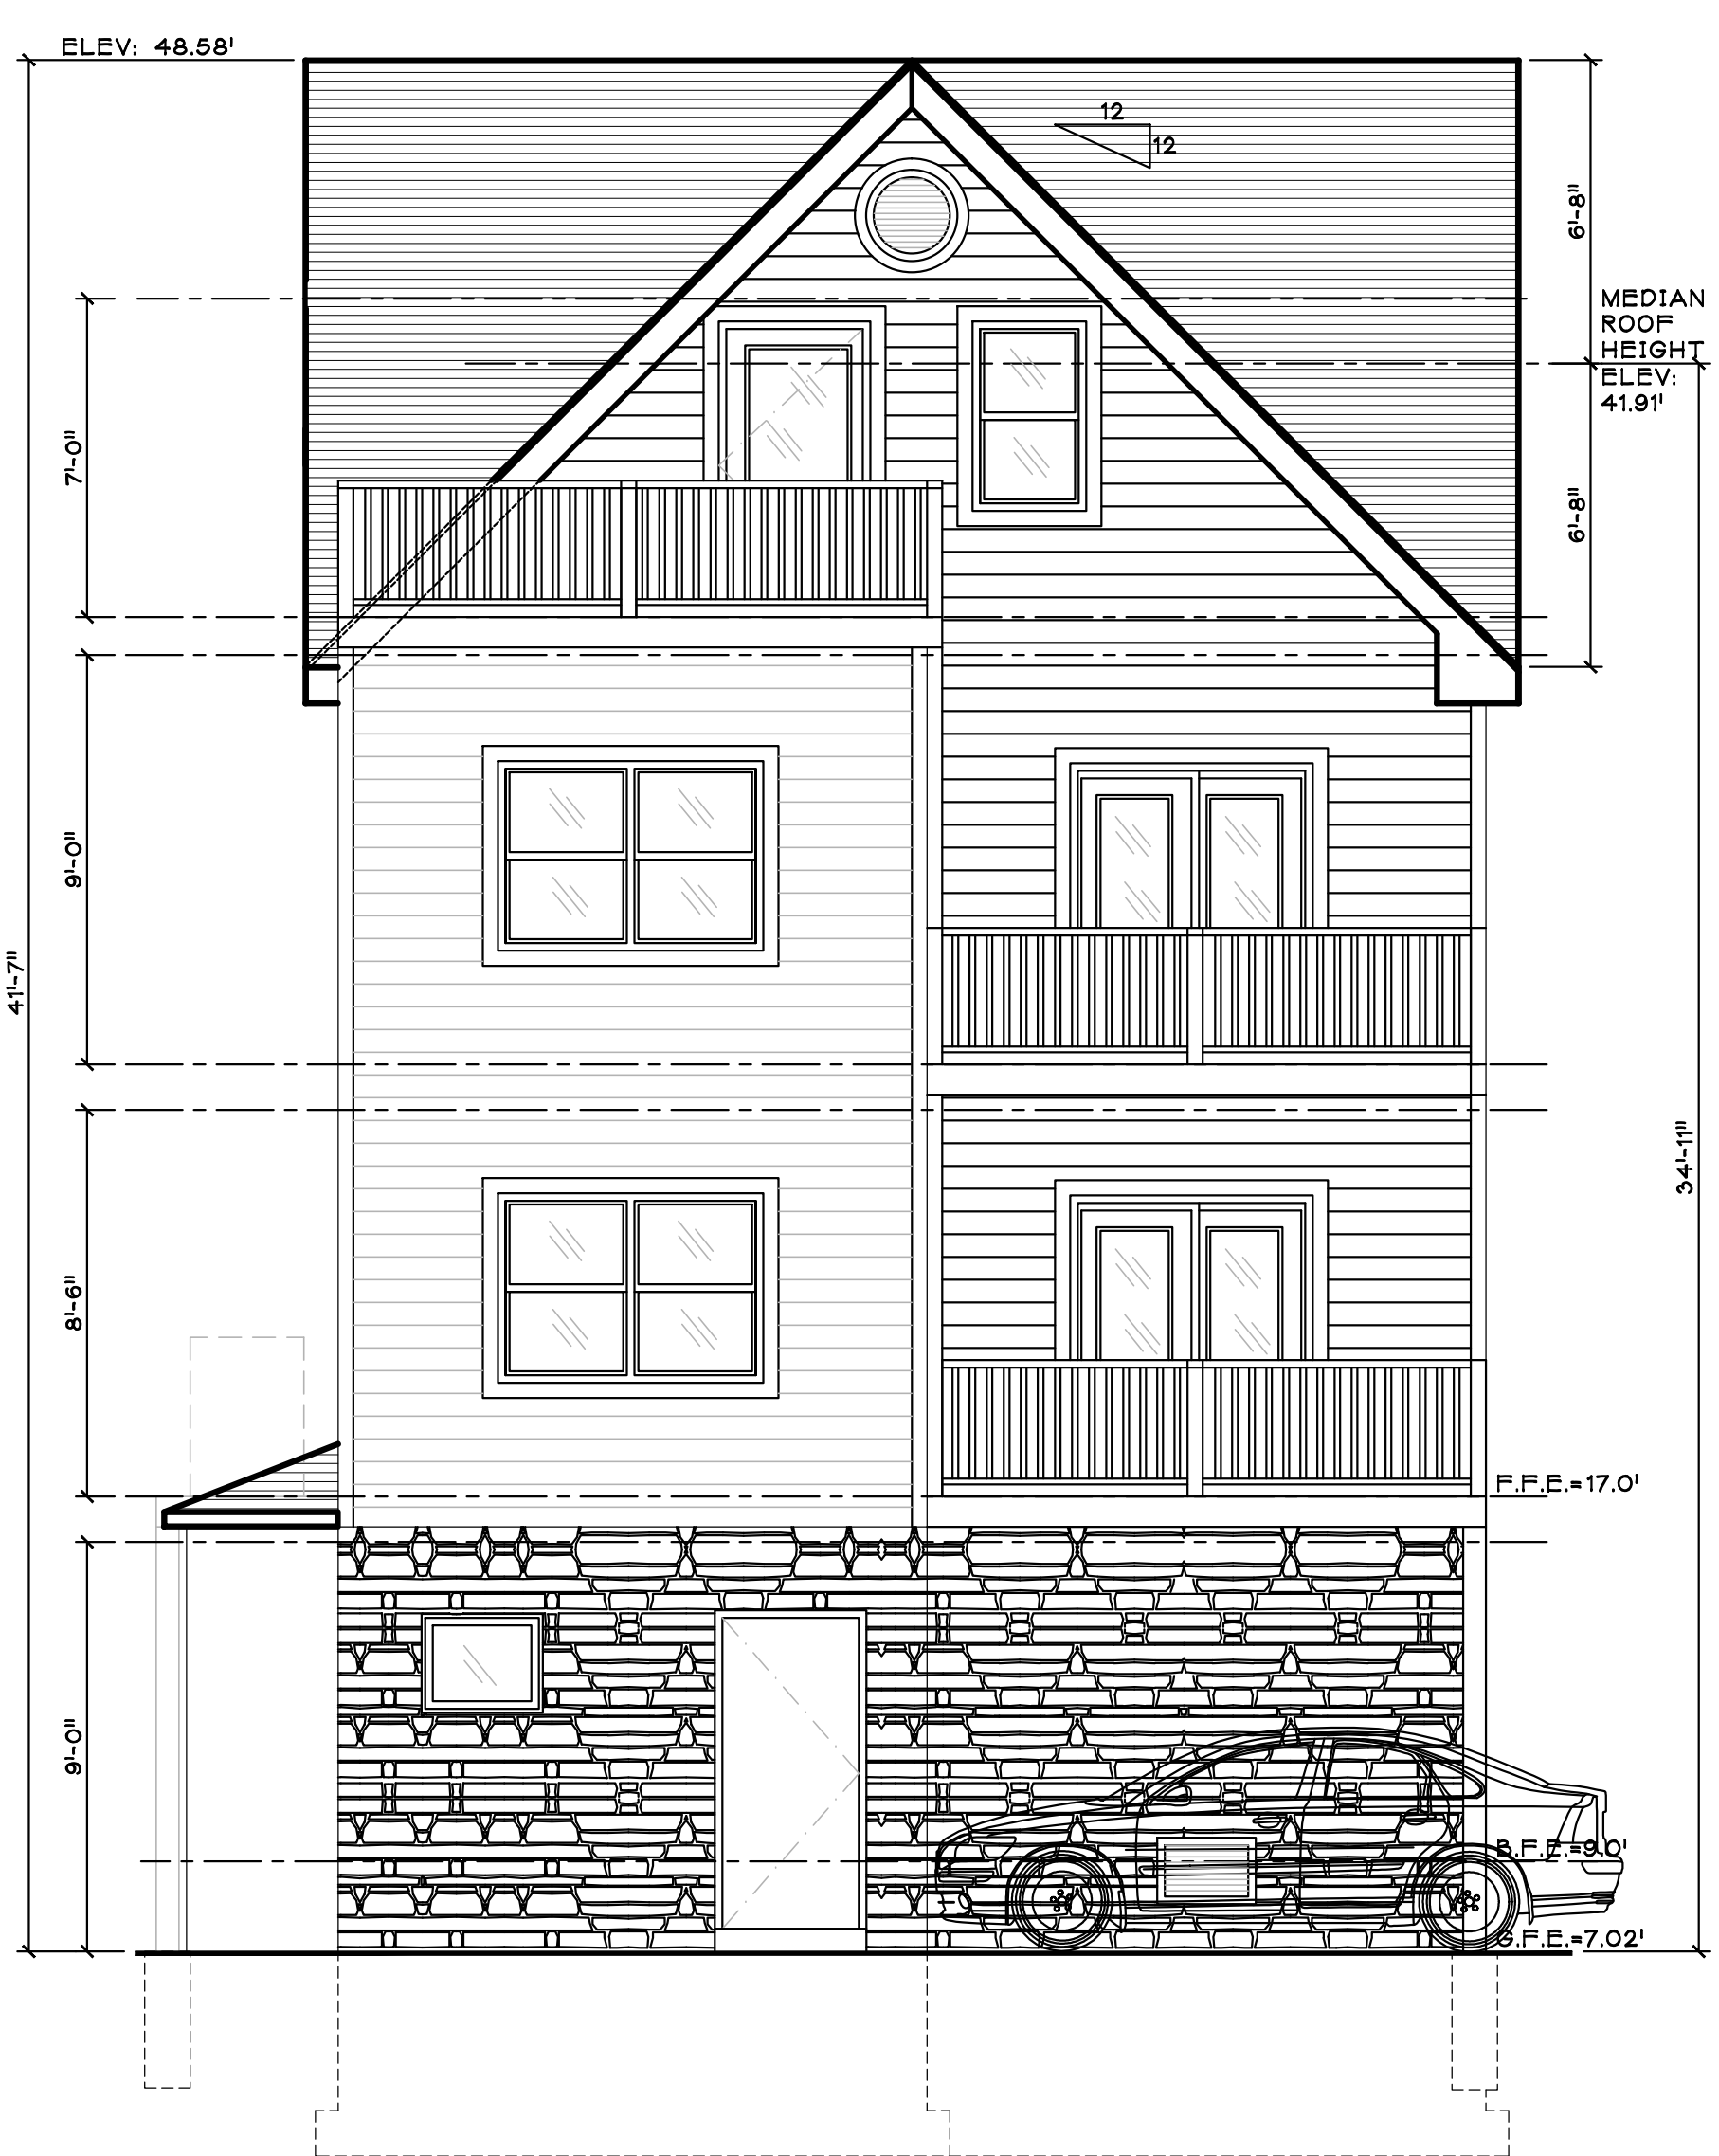 ELEV: 48.58'
12
12
6'-8"
MEDIAN
ROOF
HEIGHT
ELEV:
41.91'
7'-0"
6'-8"
9'-0"
41'-7"
34'-11"
8'-6"
F.F.E.=17.0'
9'-0"
B.F.E.=9.0'
G.F.E.=7.02'